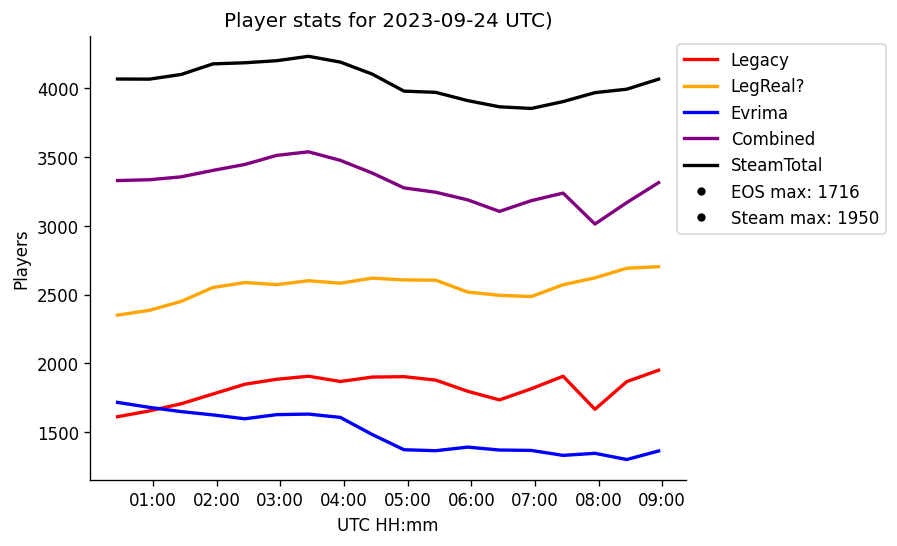 Player stats for 2023-09-24 UTC)
Legacy
LegReal?
Evrima
Combined
SteamTotal
EOS max: 1716
Steam max: 1950
Players
4000
3500
3000
2500
2000
1500
01:00 02:00 03:00 04:00 05:00 06:00 07:00 08:00 09:00
UTC HH:mm